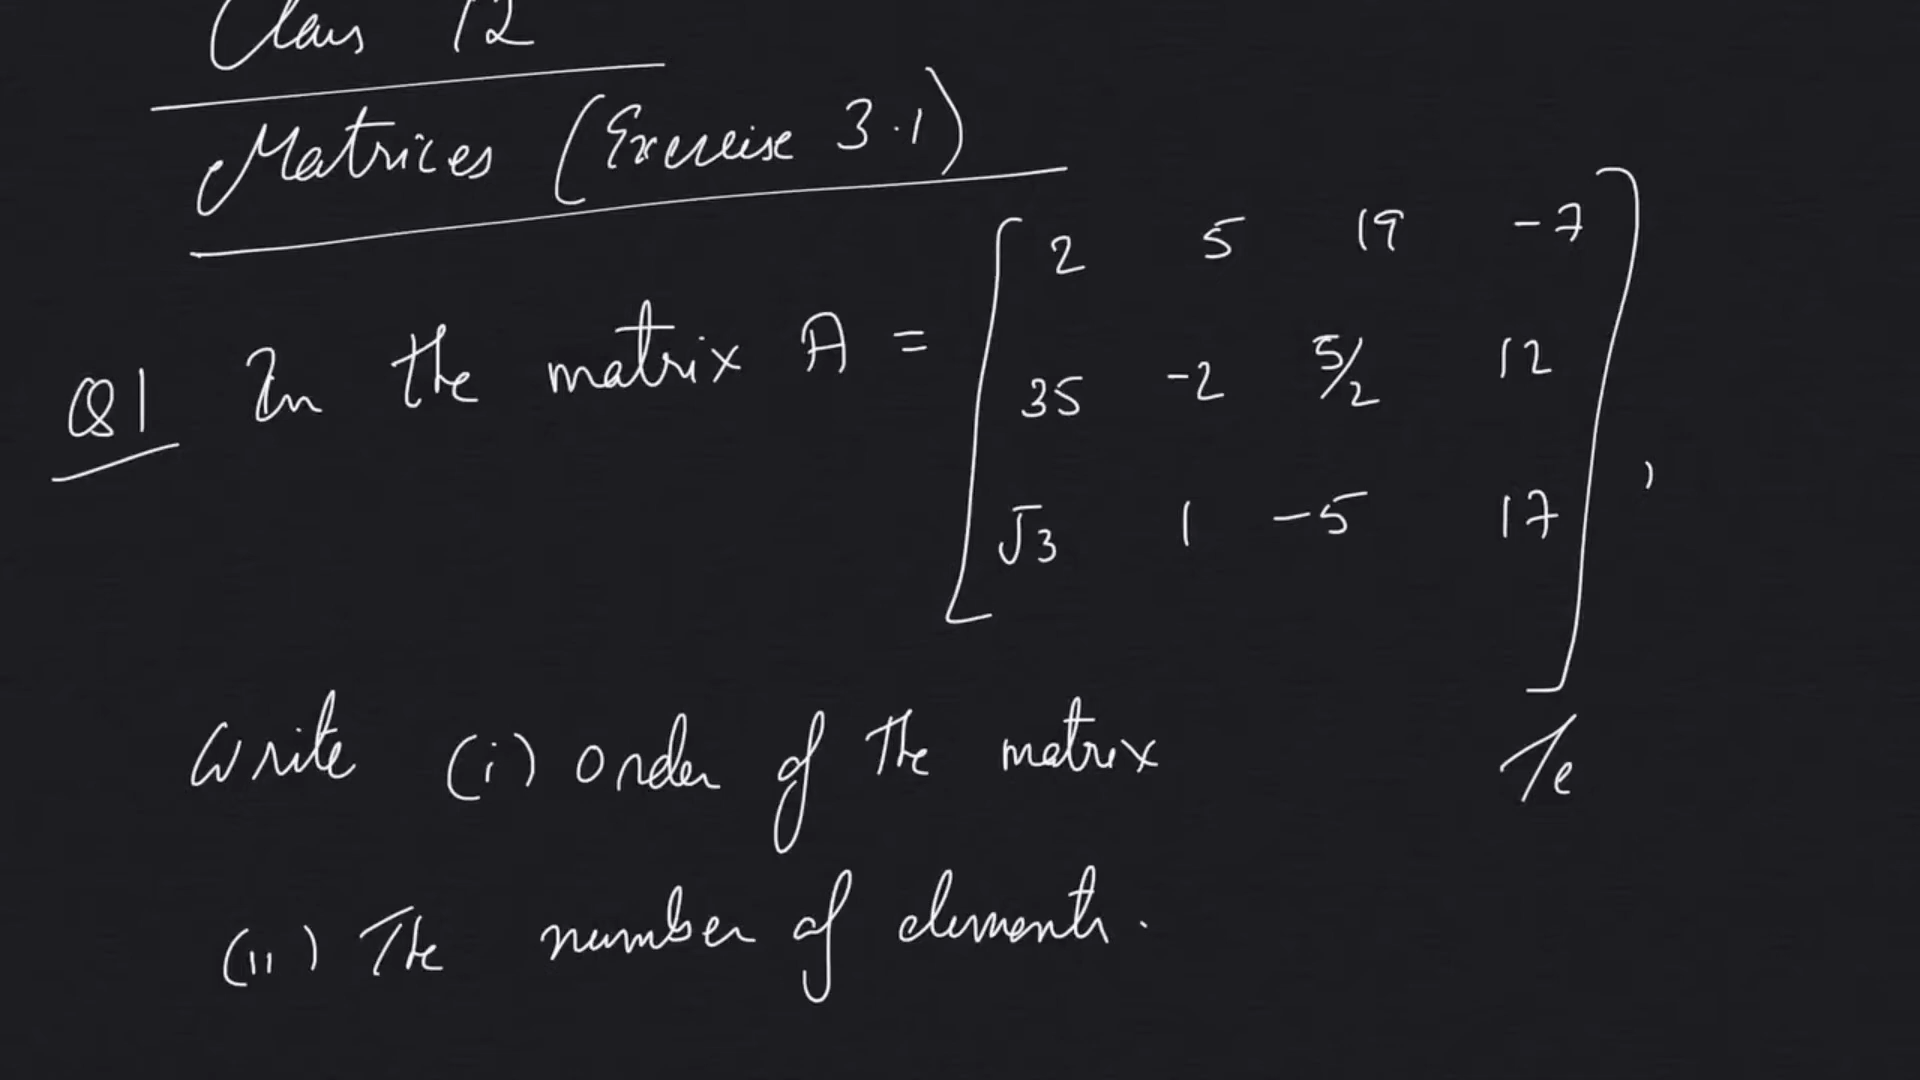 Class 12
Matrices (Exercise 3.1)
Q1 In the matrix A = [ 2 5 19 -7
35 -2 5/2 12
√3 1 -5 17 ] ,
Write (i) order of the matrix
Te
(ii) The number of elements.